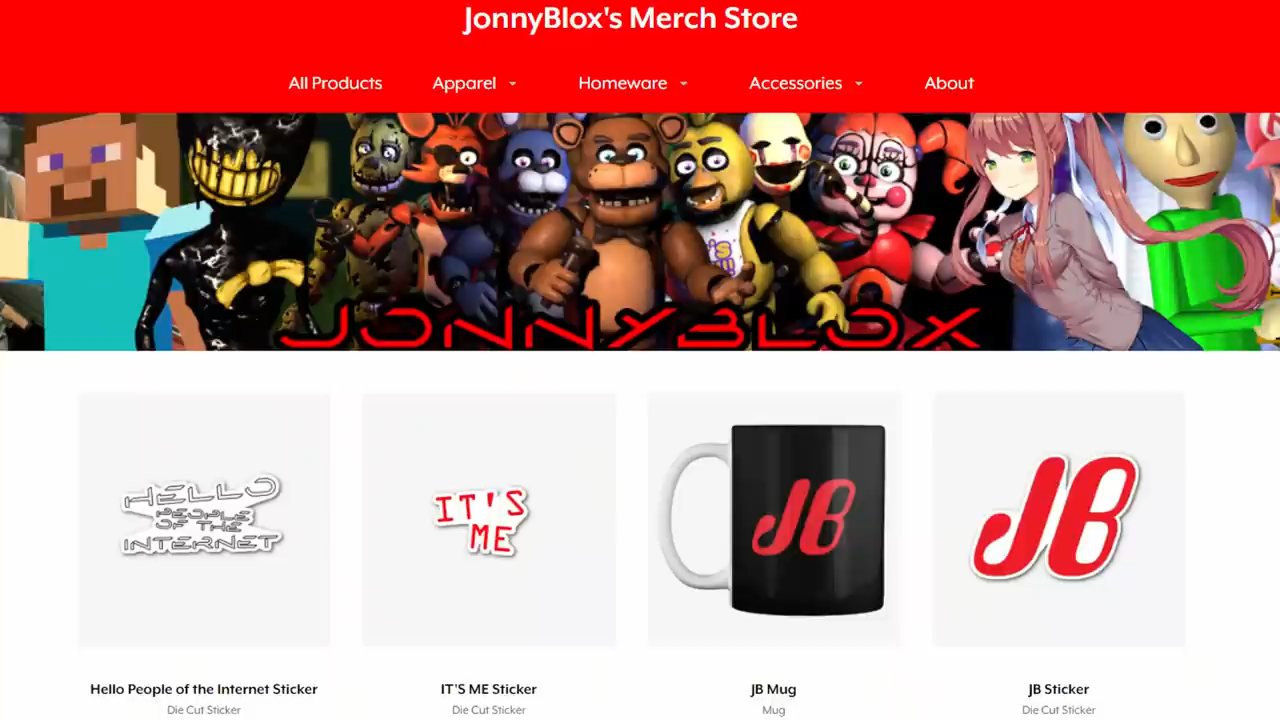 JonnyBlox's Merch Store
All Products Apparel Homeware Accessories About
JONNYBLOX
HELLO
PEOPLE
OF THE
INTERNET
IT'S
ME
JB
JB
Hello People of the Internet Sticker
Die Cut Sticker
IT'S ME Sticker
Die Cut Sticker
JB Mug
Mug
JB Sticker
Die Cut Sticker